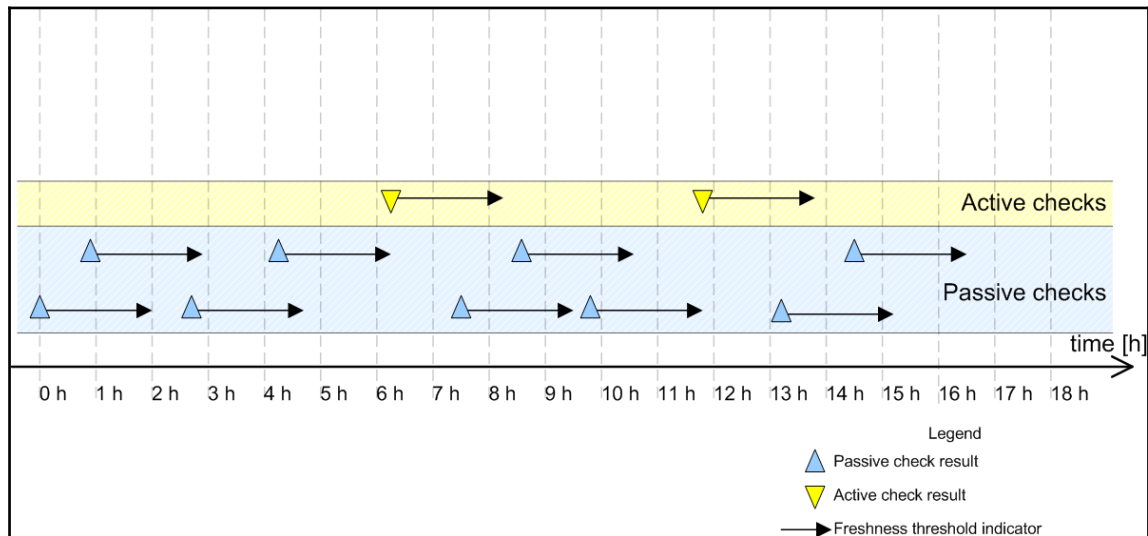 Active checks
Passive checks
time [h]
0 h 1 h 2 h 3 h 4 h 5 h 6 h 7 h 8 h 9 h 10 h 11 h 12 h 13 h 14 h 15 h 16 h 17 h 18 h
Legend
Passive check result
Active check result
Freshness threshold indicator